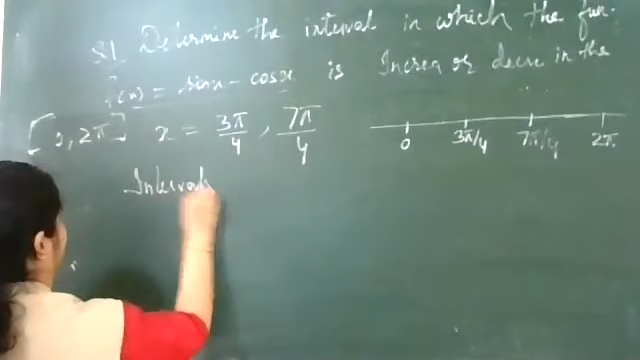 S1 Determine the interval in which the fun-
f(x) = sinx - cosx is Increa or decre in the
[0, 2π] x = 3π/4, 7π/4
0 3π/4 7π/4 2π
Intervals